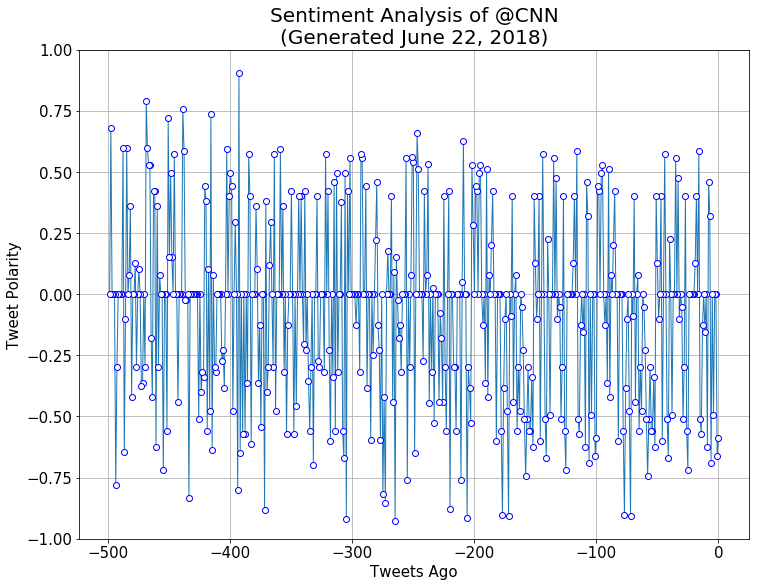 Sentiment Analysis of @CNN
(Generated June 22, 2018)
1.00
0.75
0.50
0.25
0.00
−0.25
−0.50
−0.75
−1.00
Tweet Polarity
−500 −400 −300 −200 −100 0
Tweets Ago